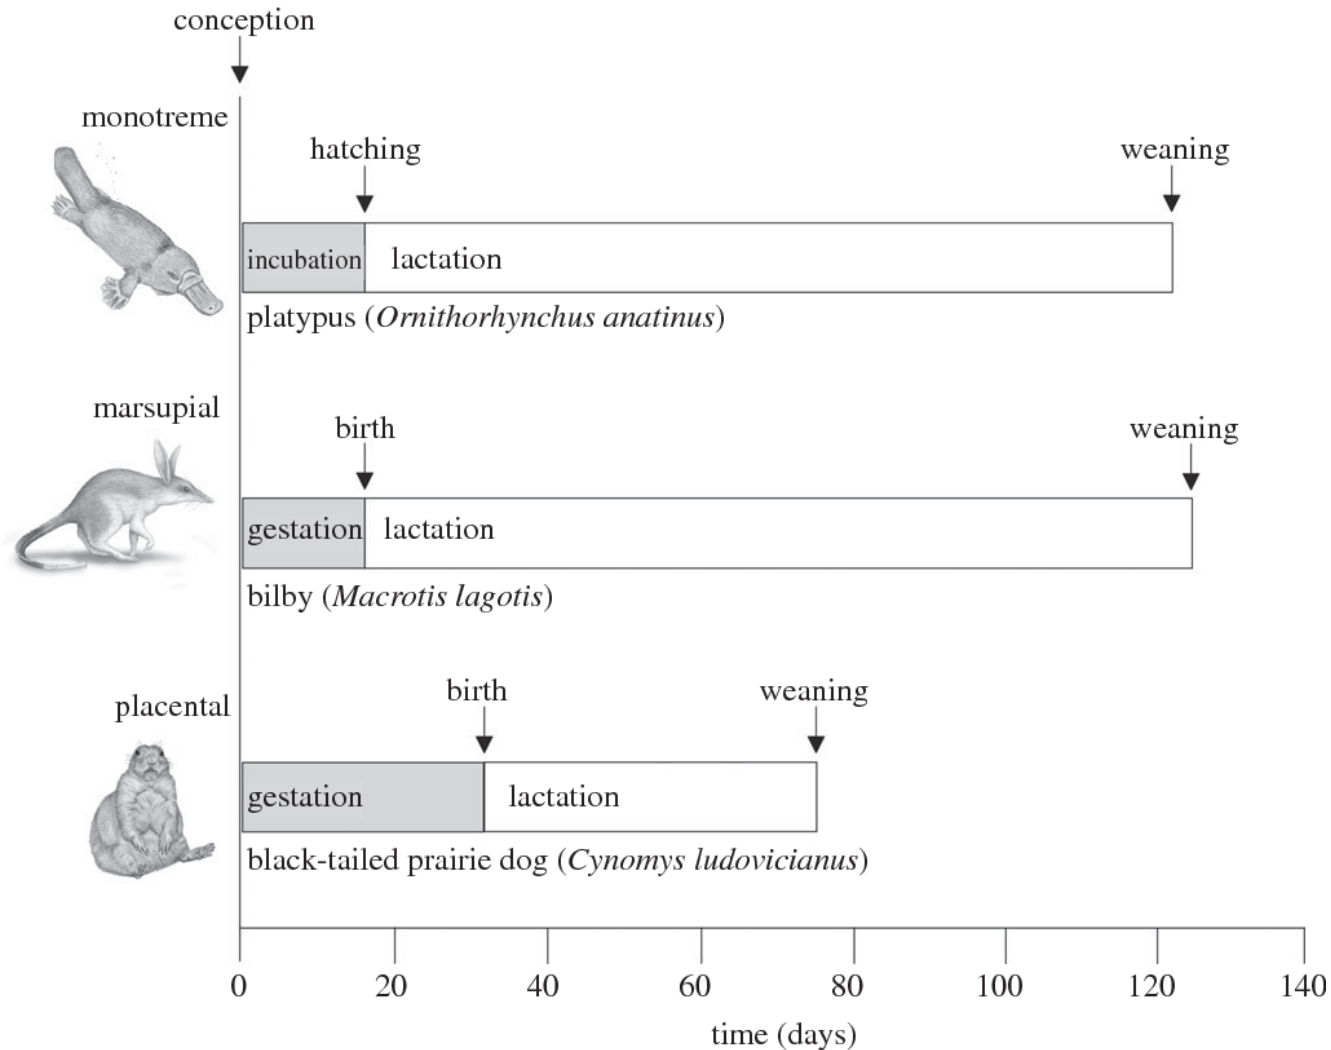 conception
monotreme
hatching weaning
incubation lactation
platypus (Ornithorhynchus anatinus)
marsupial
birth weaning
gestation lactation
bilby (Macrotis lagotis)
placental
birth weaning
gestation lactation
black-tailed prairie dog (Cynomys ludovicianus)
0 20 40 60 80 100 120 140
time (days)